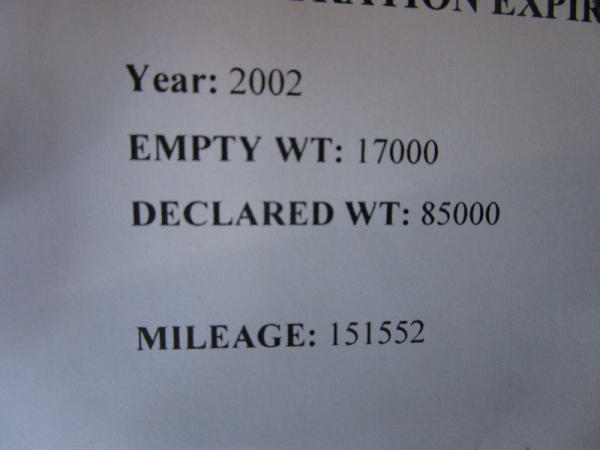 Year: 2002
EMPTY WT: 17000
DECLARED WT: 85000
MILEAGE: 151552